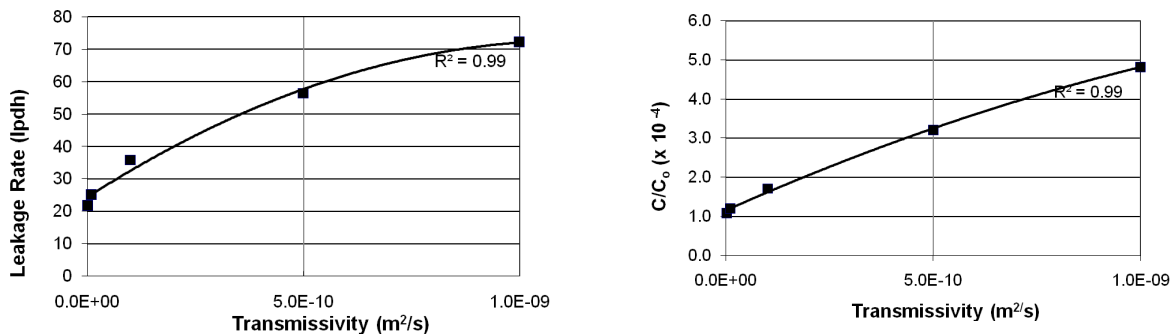 80
70
60
50
40
30
20
10
0
Leakage Rate (lpdh)
R² = 0.99
0.0E+00 5.0E-10 1.0E-09
Transmissivity (m²/s)
6.0
5.0
4.0
3.0
2.0
1.0
0.0
C/Cₒ (x 10 ⁻⁴)
R² = 0.99
0.0E+00 5.0E-10 1.0E-09
Transmissivity (m²/s)